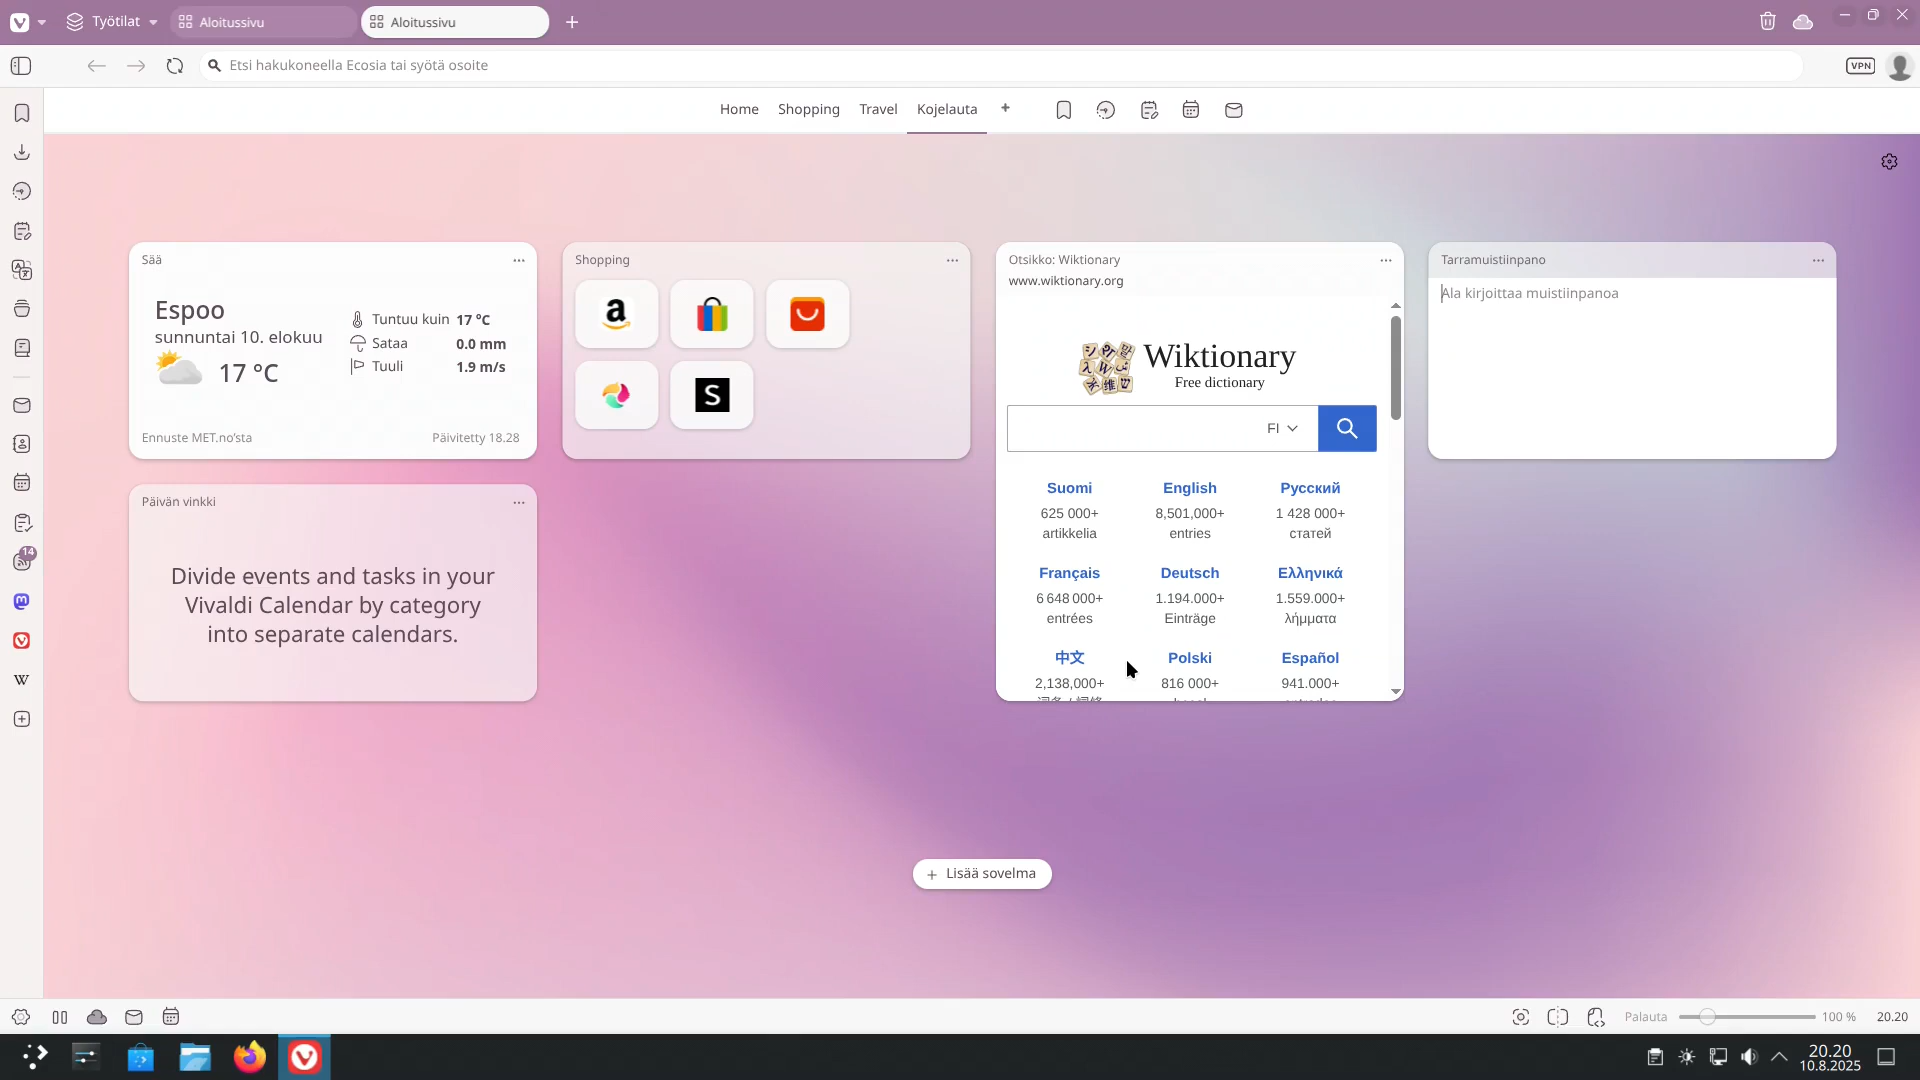 Työtilat
Aloitussivu
Aloitussivu
Etsi hakukoneella Ecosia tai syötä osoite
VPN
Home
Shopping
Travel
Kojelauta
Sää
Espoo
sunnuntai 10. elokuu
17 °C
Tuntuu kuin 17 °C
Sataa 0.0 mm
Tuuli 1.9 m/s
Ennuste MET.no'sta
Päivitetty 18.28
Shopping
a
S
Otsikko: Wiktionary
www.wiktionary.org
Wiktionary
Free dictionary
FI
Suomi
625 000+
artikkelia
English
8,501,000+
entries
Русский
1 428 000+
статей
Français
6 648 000+
entrées
Deutsch
1.194.000+
Einträge
Ελληνικά
1.559.000+
λήμματα
中文
2,138,000+
Polski
816 000+
Español
941.000+
Tarramuistiinpano
Ala kirjoittaa muistiinpanoa
Päivän vinkki
Divide events and tasks in your
Vivaldi Calendar by category
into separate calendars.
14
W
Lisää sovelma
Palauta
100 %
20.20
20.20
10.8.2025